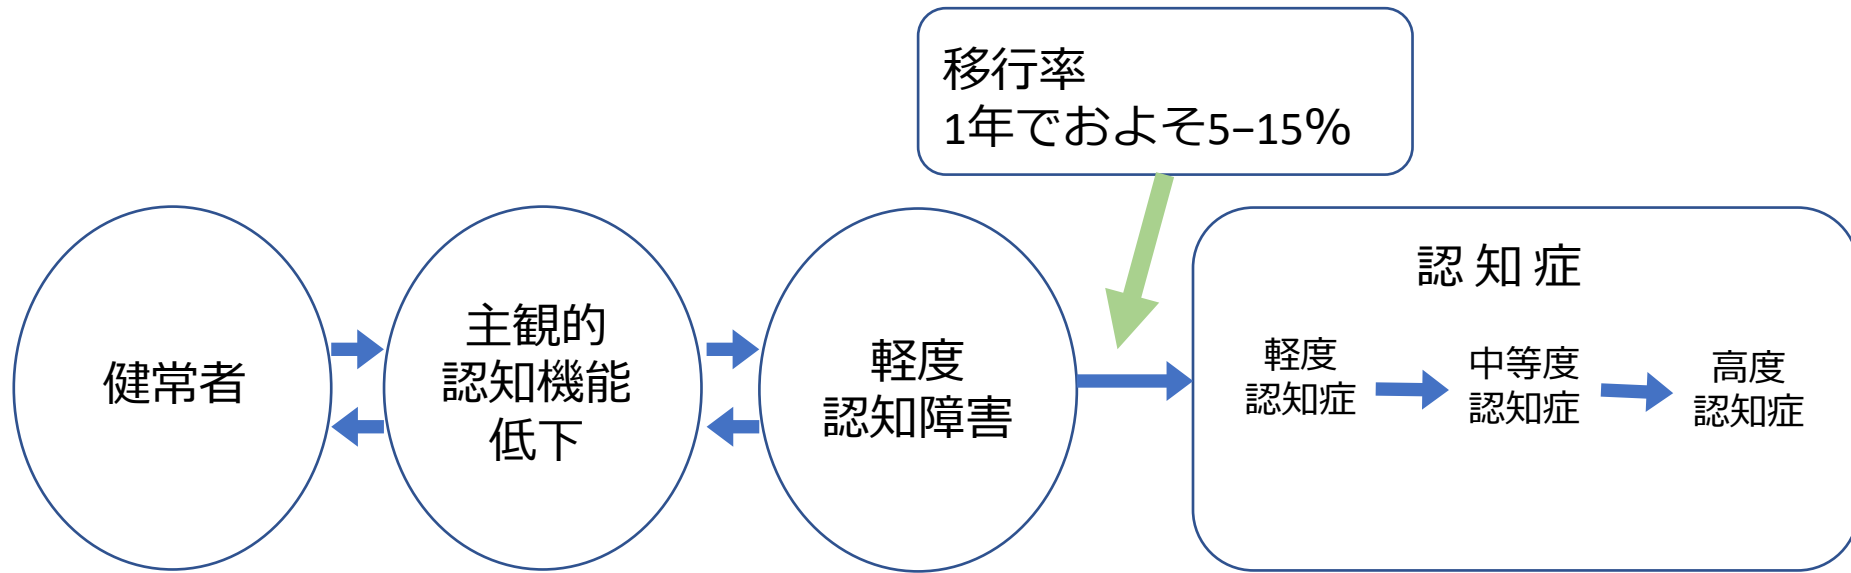 移行率
1年でおよそ5–15%
健常者
主観的
認知機能
低下
軽度
認知障害
認 知 症
軽度
認知症
中等度
認知症
高度
認知症